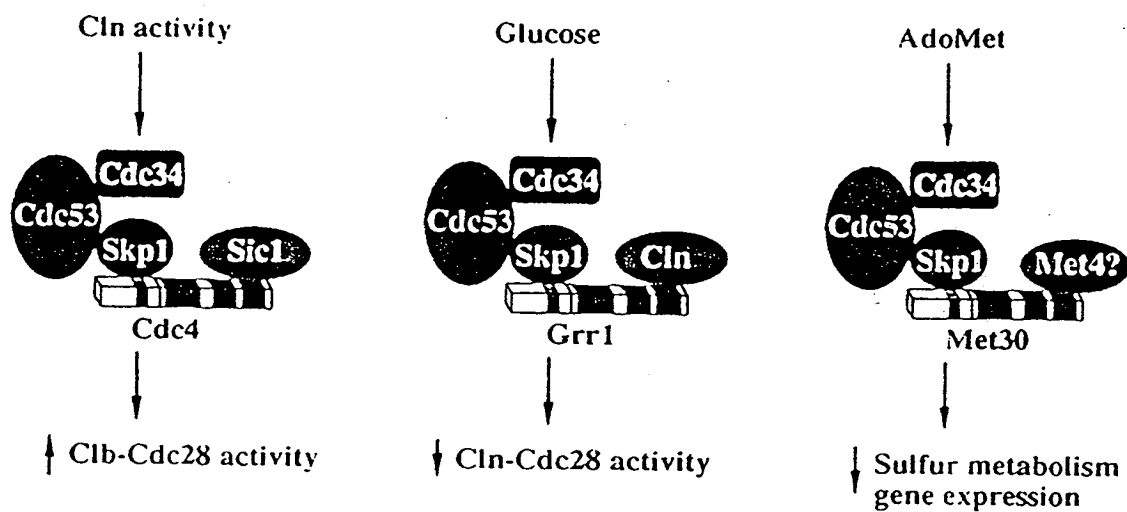 Cln activity
Cdc34
Cdc53
Skp1
Sic1
Cdc4
Clb-Cdc28 activity
Glucose
Cdc34
Cdc53
Skp1
Cln
Grr1
Cln-Cdc28 activity
AdoMet
Cdc34
Cdc53
Skp1
Met4?
Met30
Sulfur metabolism
gene expression